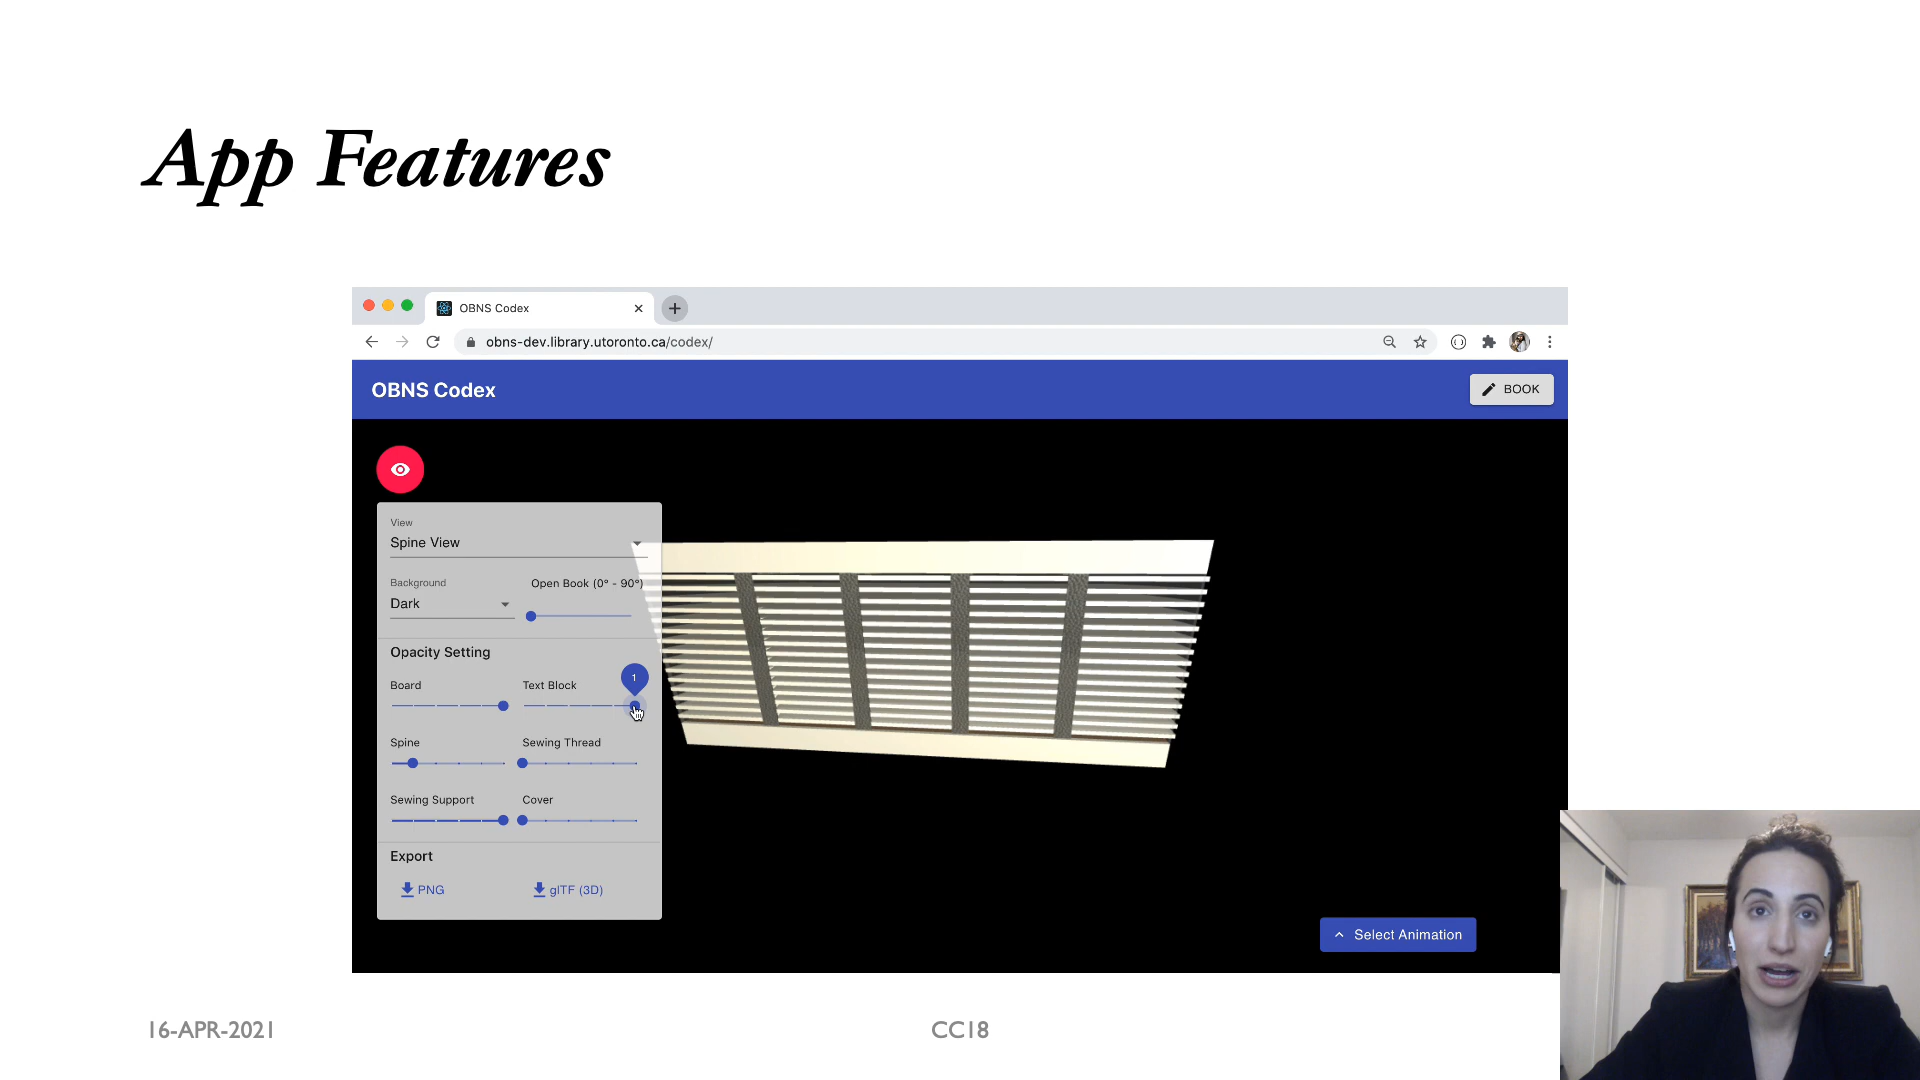 App Features
OBNS Codex
obns-dev.library.utoronto.ca/codex/
OBNS Codex
BOOK
View
Spine View
Background
Open Book (0° - 90°)
Dark
Opacity Setting
1
Board
Text Block
Spine
Sewing Thread
Sewing Support
Cover
Export
PNG
glTF (3D)
Select Animation
16-APR-2021
CC18